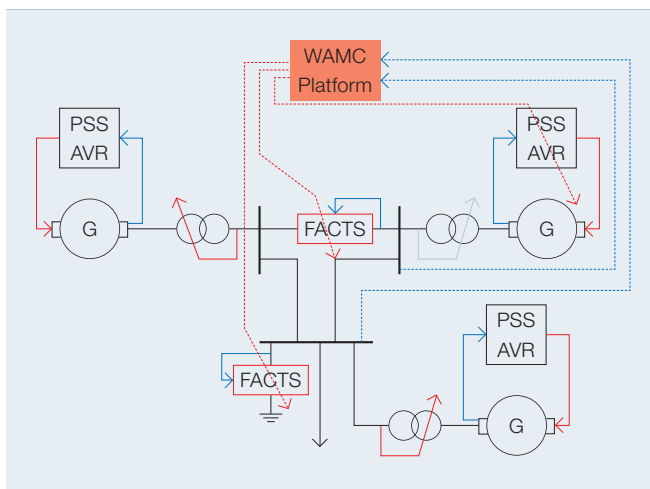 WAMC
Platform
PSS
AVR
PSS
AVR
G
FACTS
G
PSS
AVR
FACTS
G